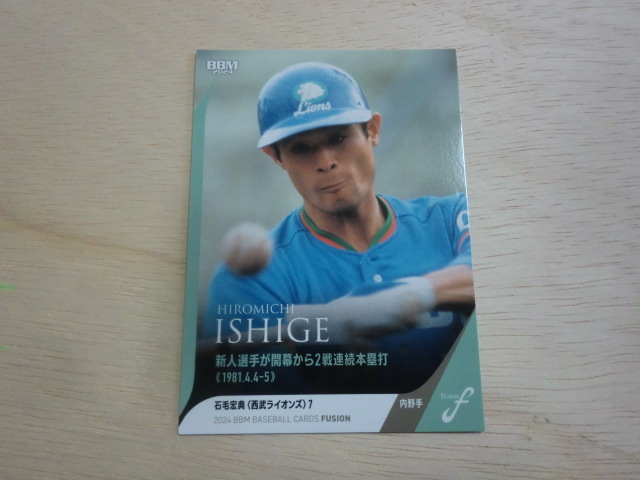 BBM
2024
Lions
HIROMICHI
ISHIGE
新人選手が開幕から2戦連続本塁打
《1981.4.4-5》
石毛宏典〈西武ライオンズ〉7
内野手
2024 BBM BASEBALL CARDS FUSION
f